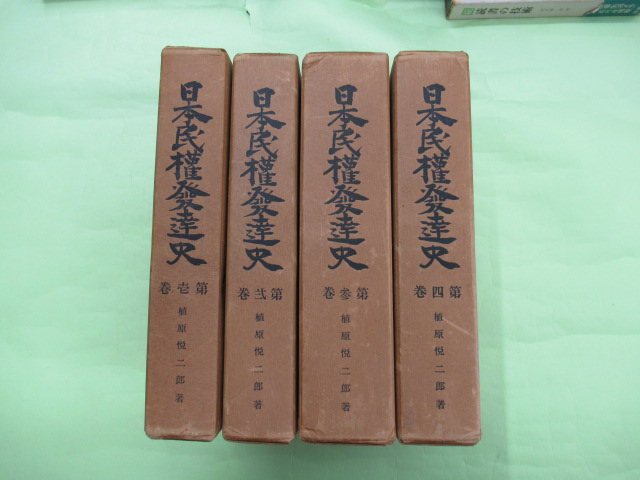 日本民權發達史
第壱巻
植原悦二郎著
日本民權發達史
第弐巻
植原悦二郎著
日本民權發達史
第参巻
植原悦二郎著
日本民權發達史
第四巻
植原悦二郎著